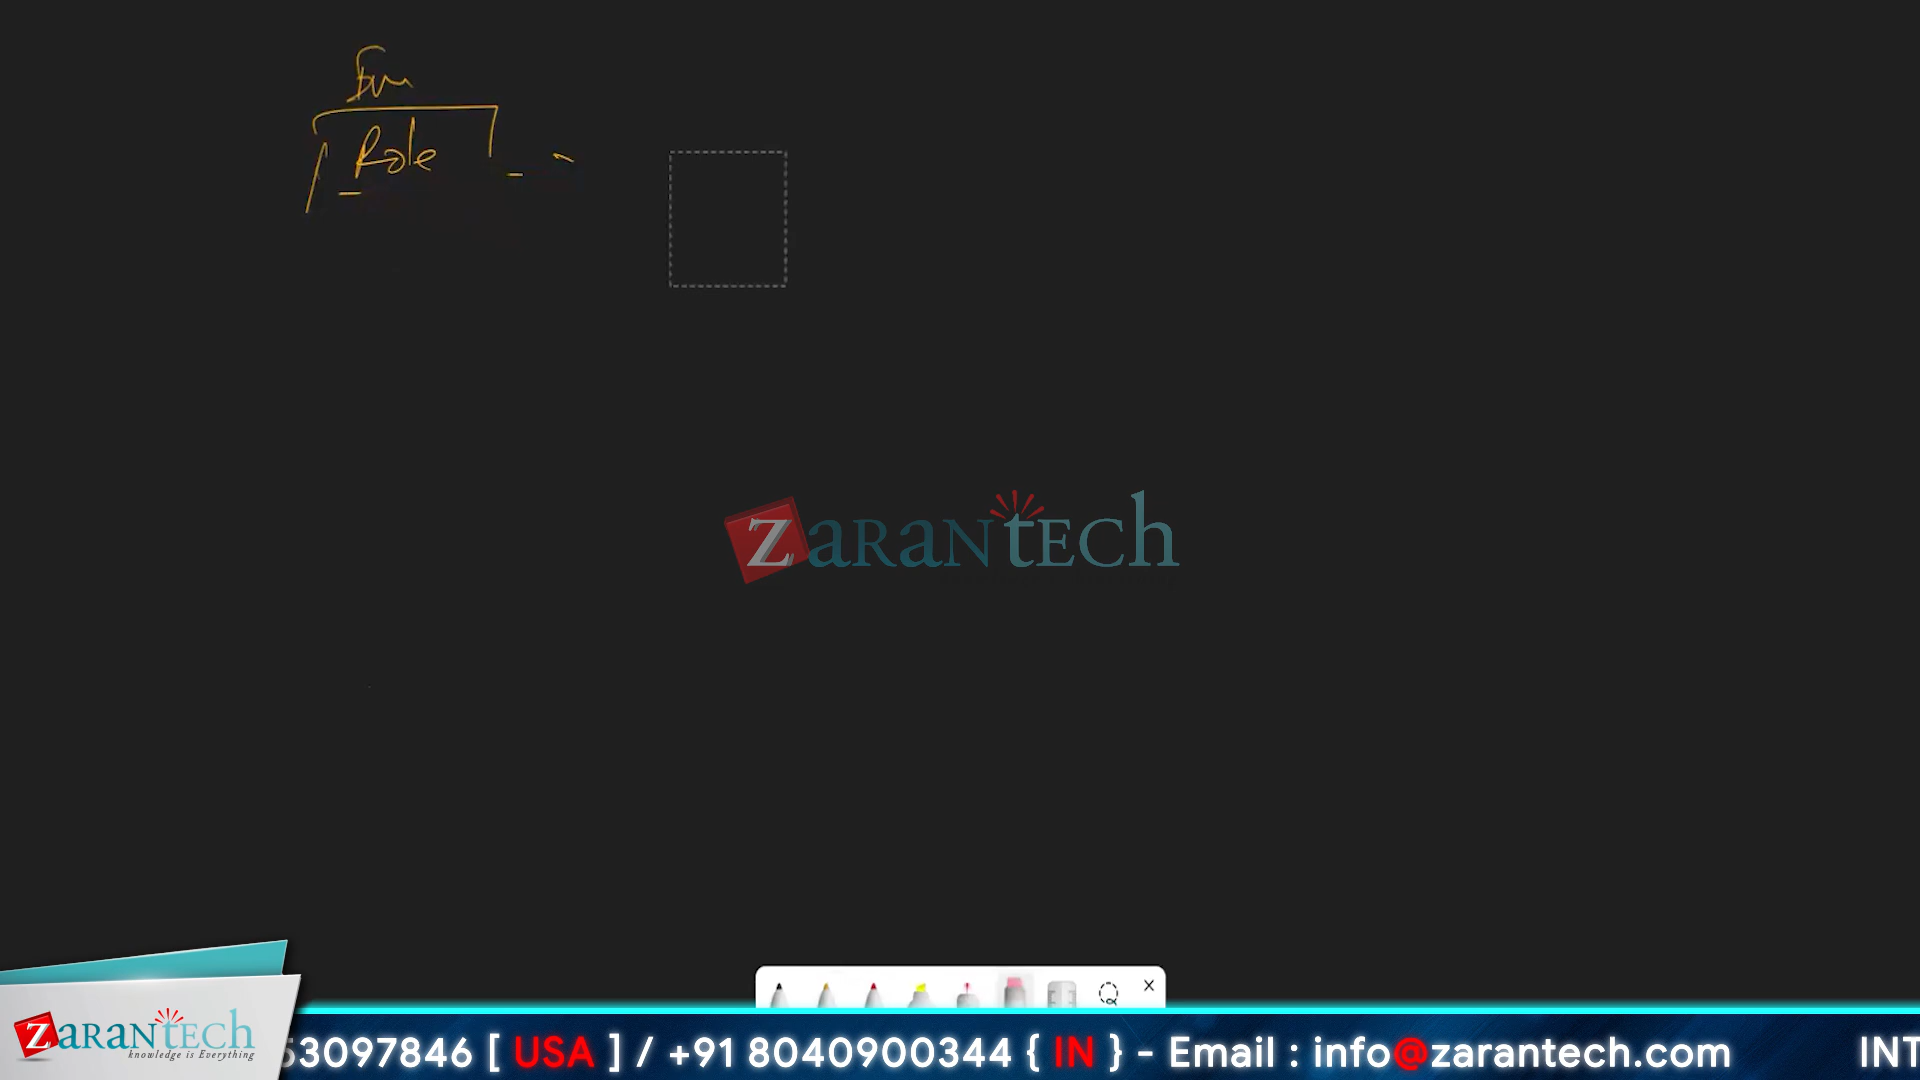 Role
ZARANTECH
ZARANTECH
knowledge is Everything
53097846 [ USA ] / +91 8040900344 { IN } - Email : info@zarantech.com INT